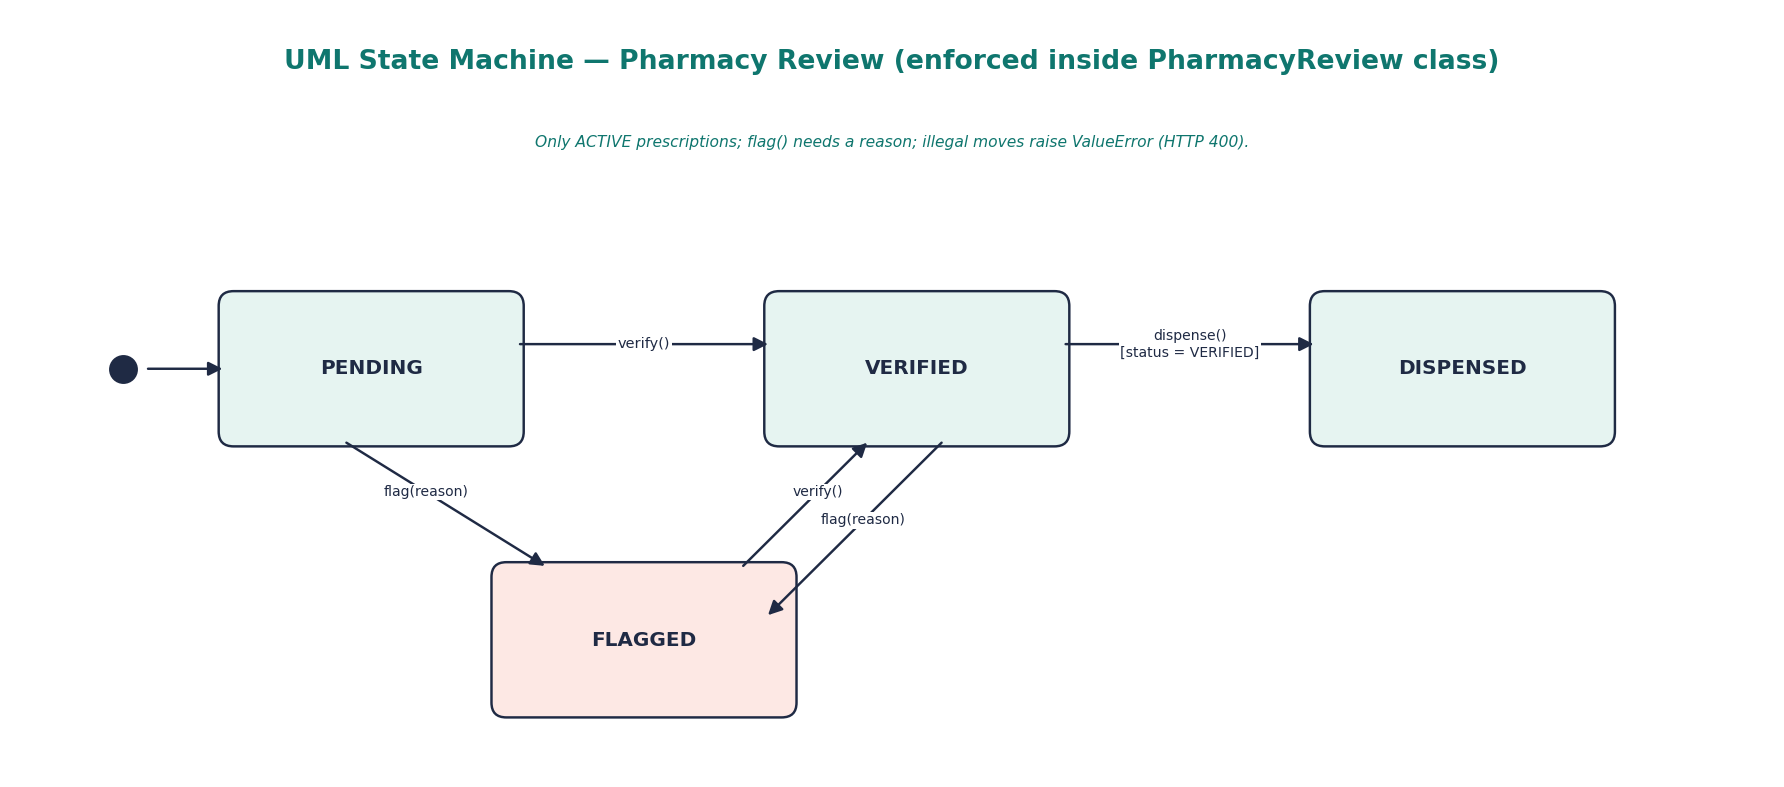 UML State Machine — Pharmacy Review (enforced inside PharmacyReview class)
Only ACTIVE prescriptions; flag() needs a reason; illegal moves raise ValueError (HTTP 400).
PENDING
verify()
VERIFIED
dispense()
[status = VERIFIED]
DISPENSED
flag(reason)
verify()
flag(reason)
FLAGGED